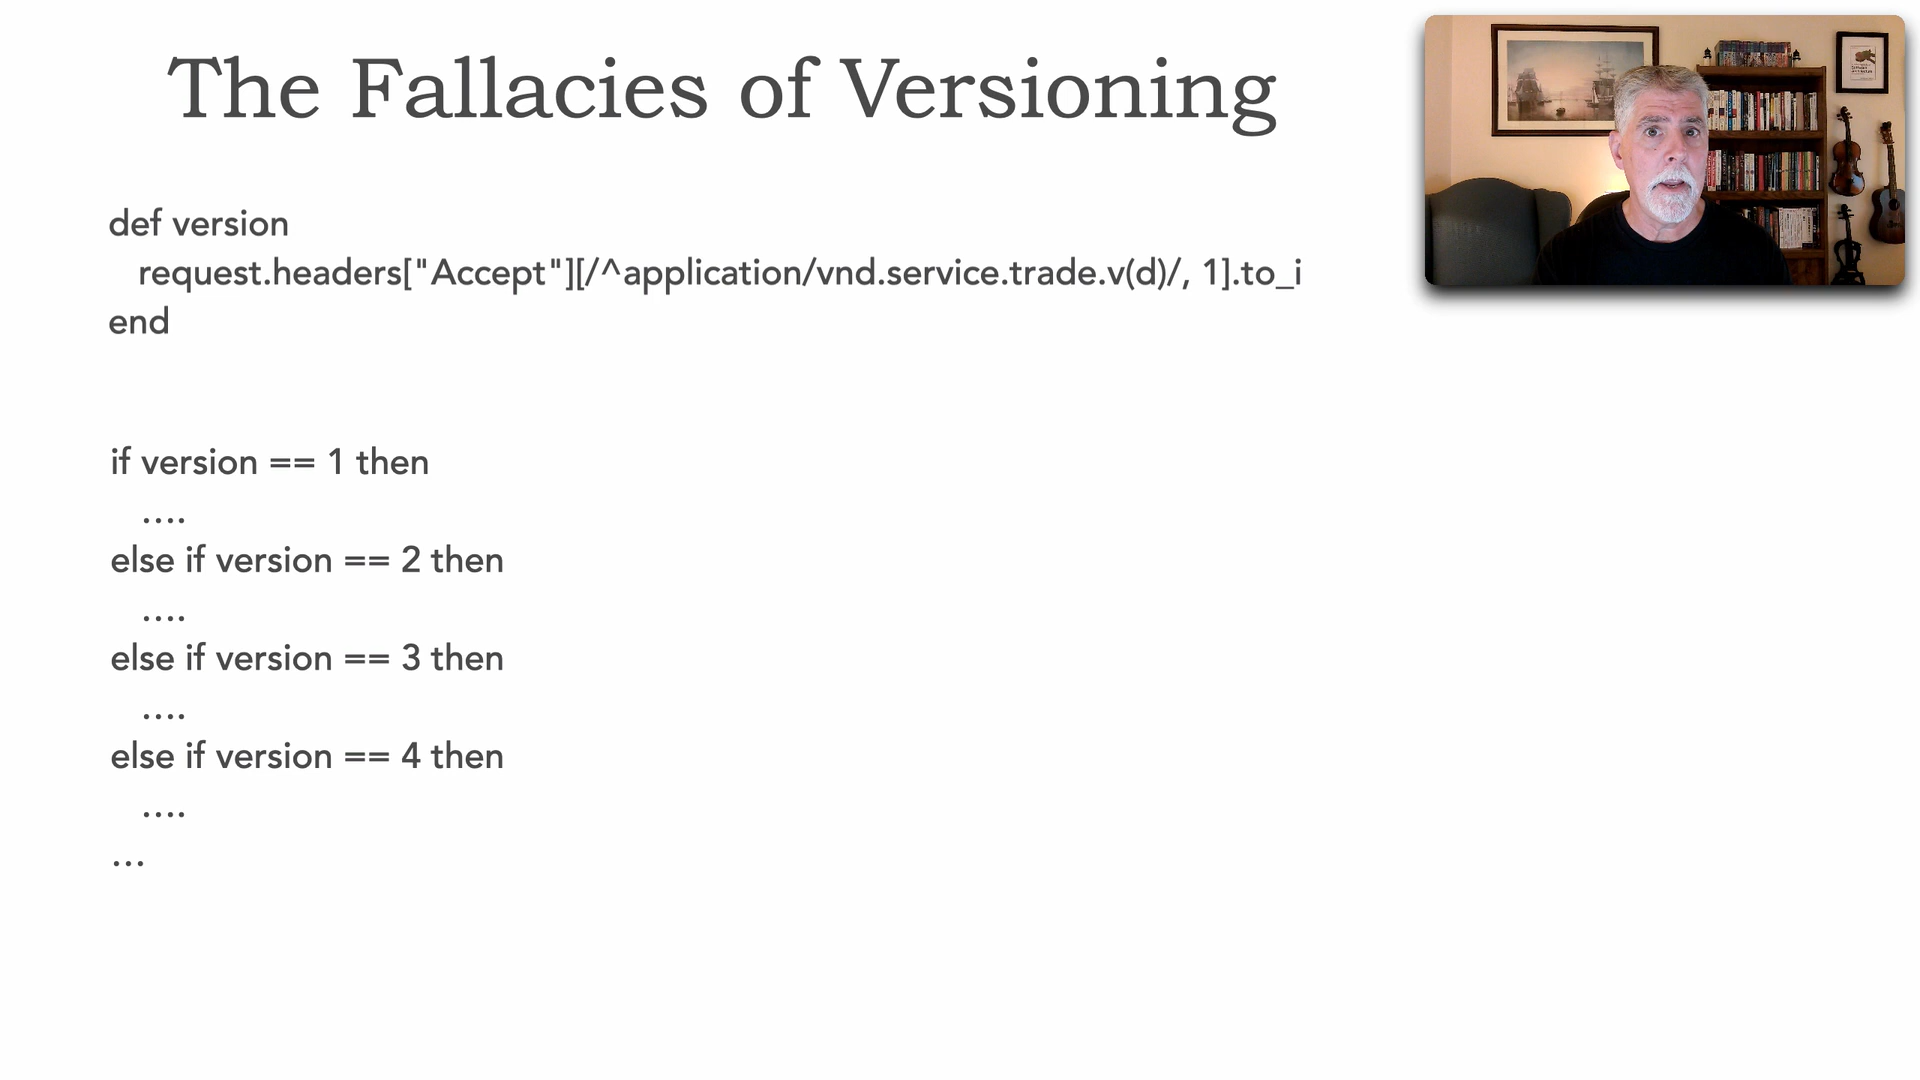 The Fallacies of Versioning
def version
request.headers["Accept"][/^application/vnd.service.trade.v(d)/, 1].to_i
end
if version == 1 then
....
else if version == 2 then
....
else if version == 3 then
....
else if version == 4 then
....
...